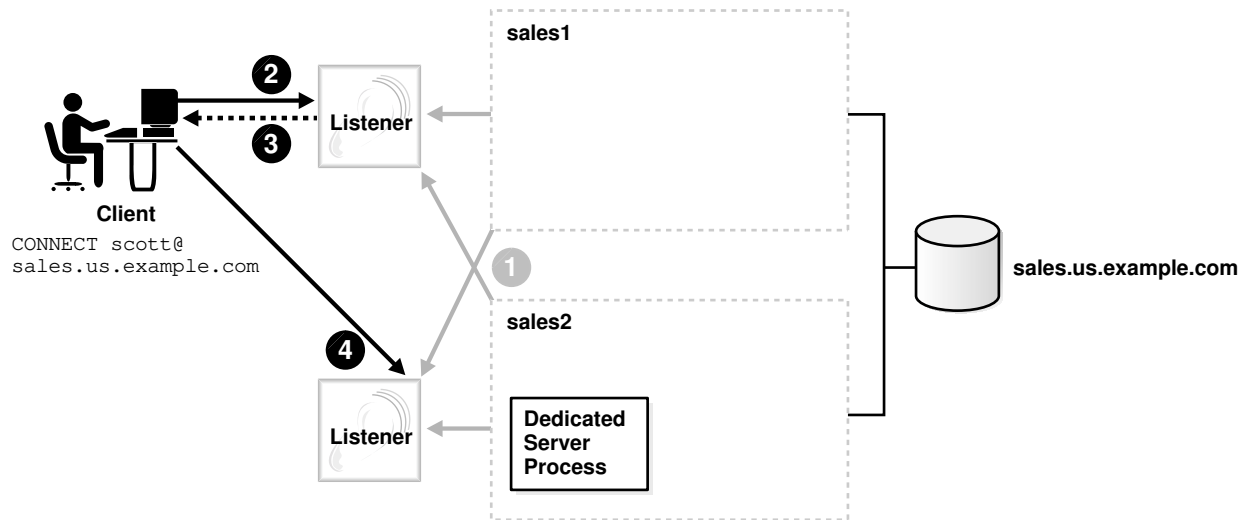 sales1
2
Listener
3
Client
CONNECT scott@
sales.us.example.com
1
sales.us.example.com
sales2
4
Listener
Dedicated
Server
Process